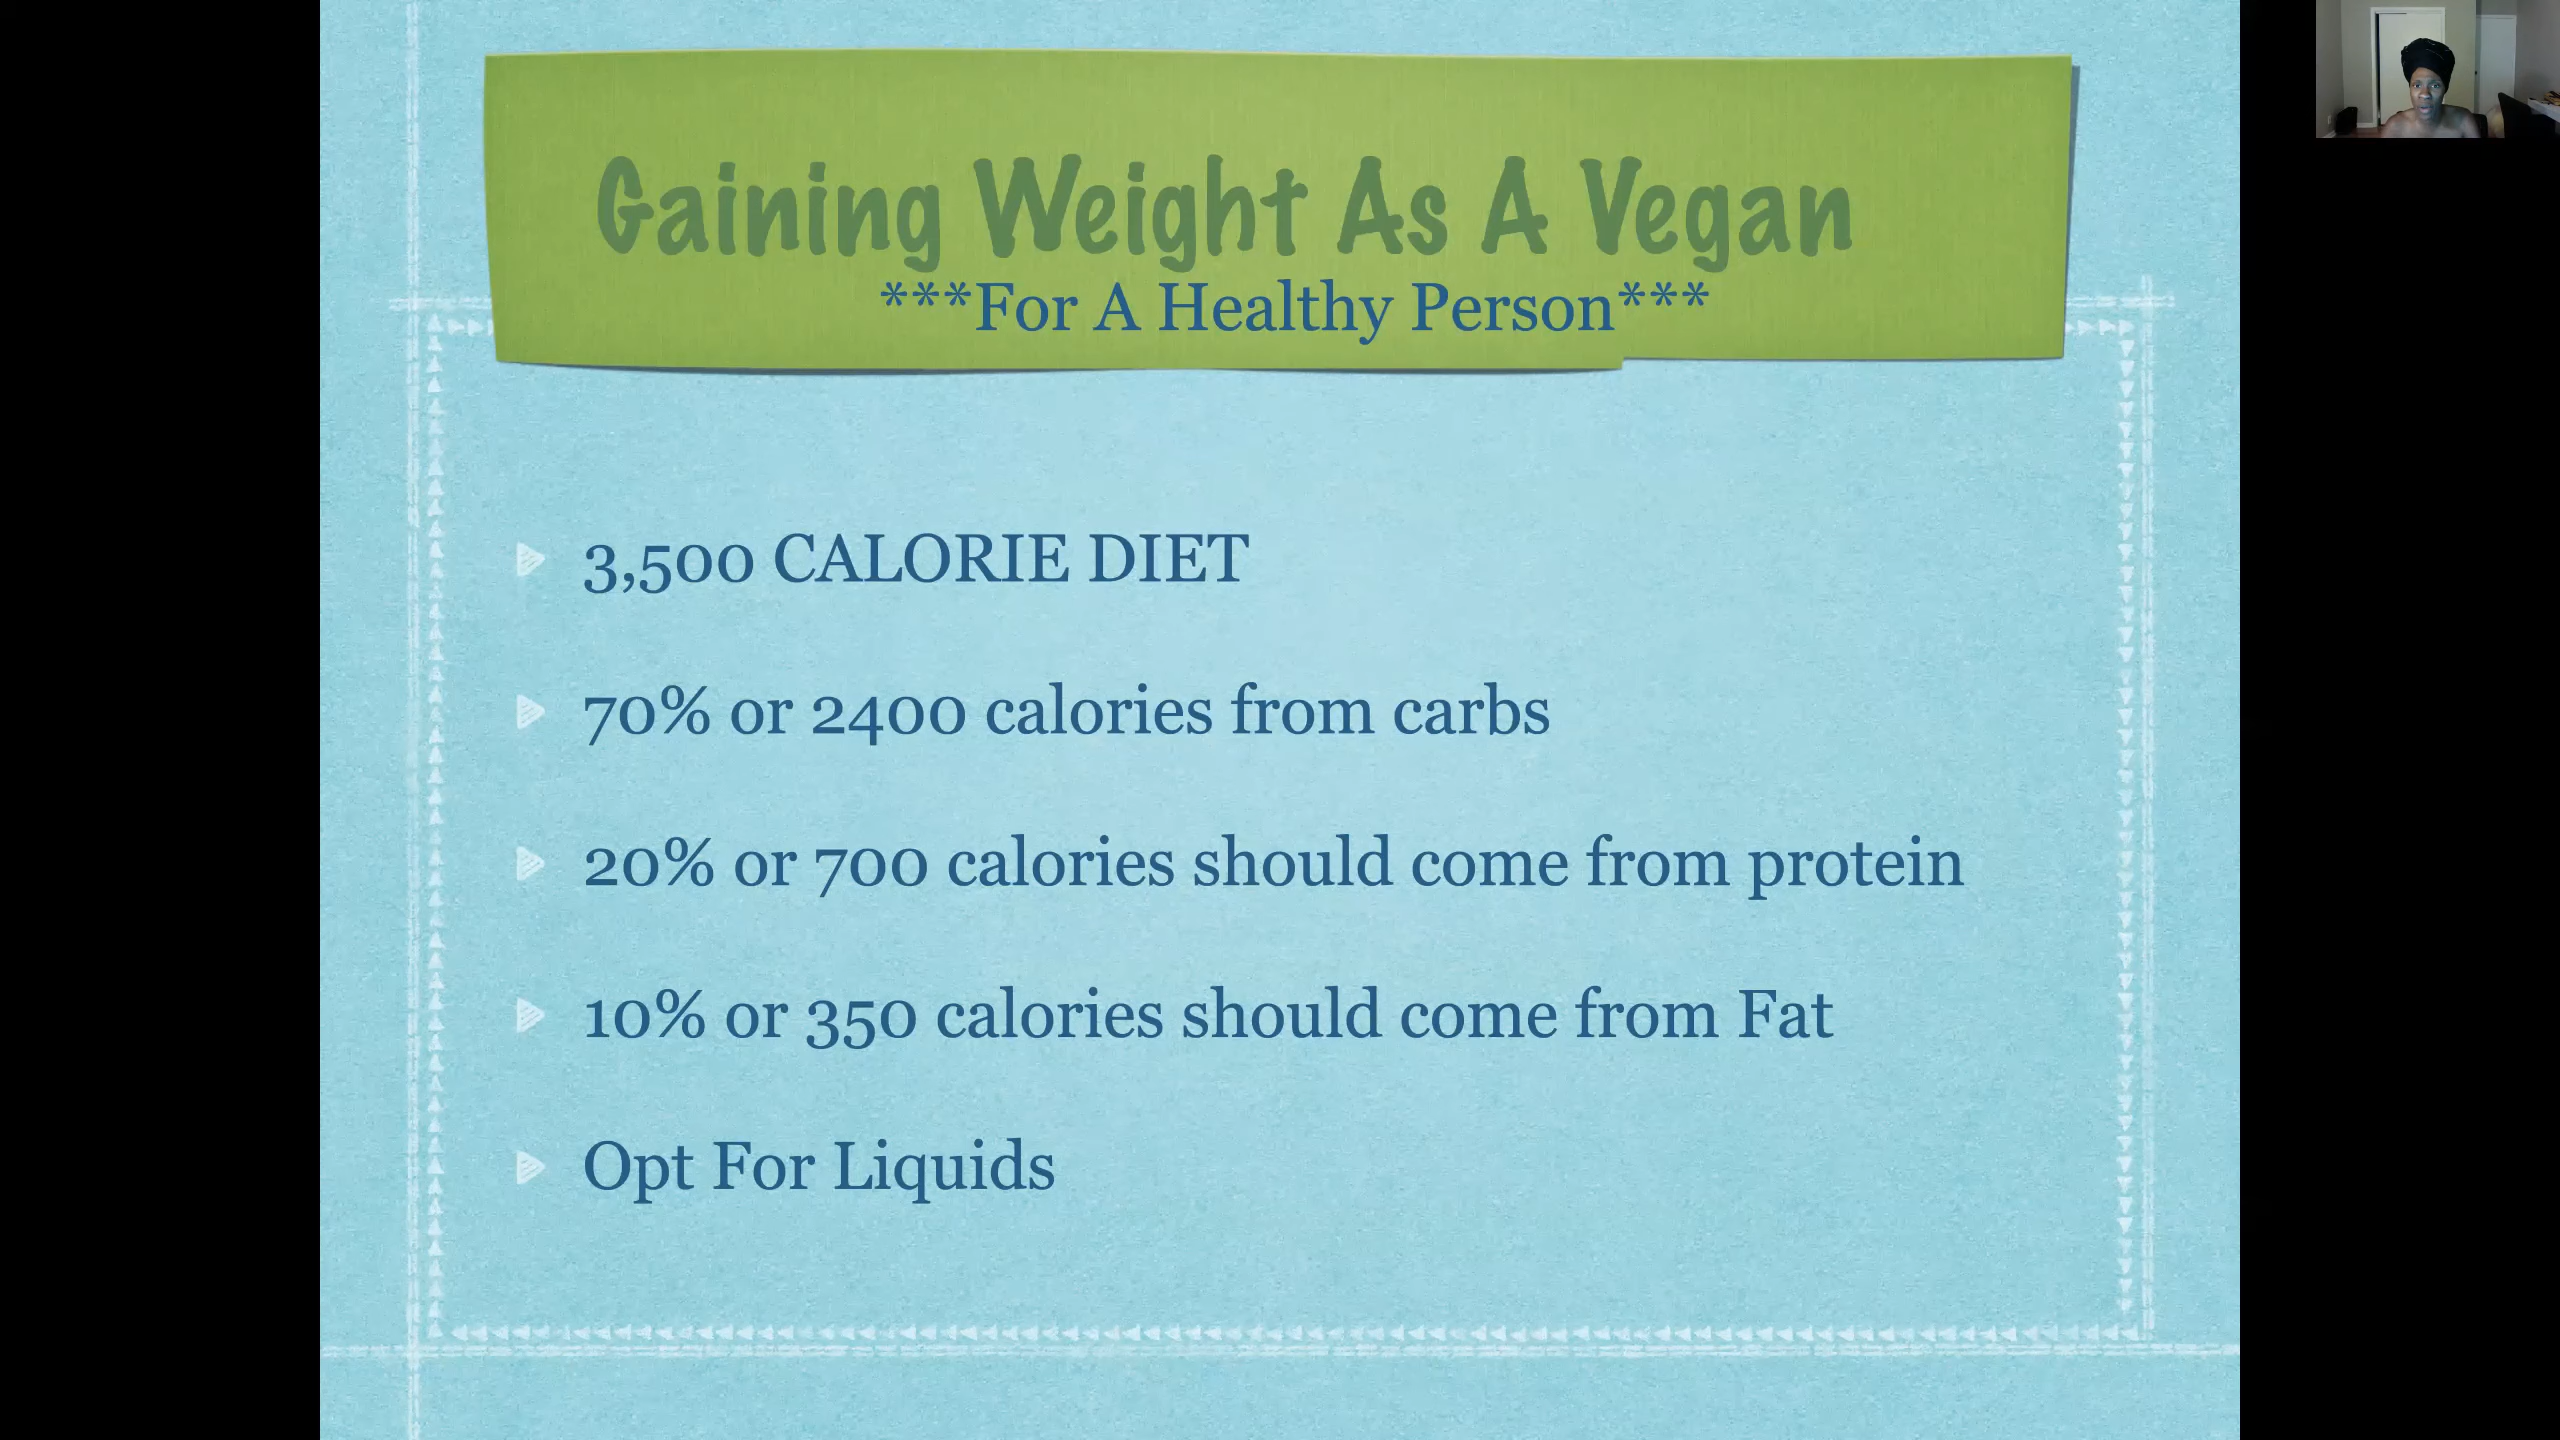 Gaining Weight As A Vegan
***For A Healthy Person***
3,500 CALORIE DIET
70% or 2400 calories from carbs
20% or 700 calories should come from protein
10% or 350 calories should come from Fat
Opt For Liquids